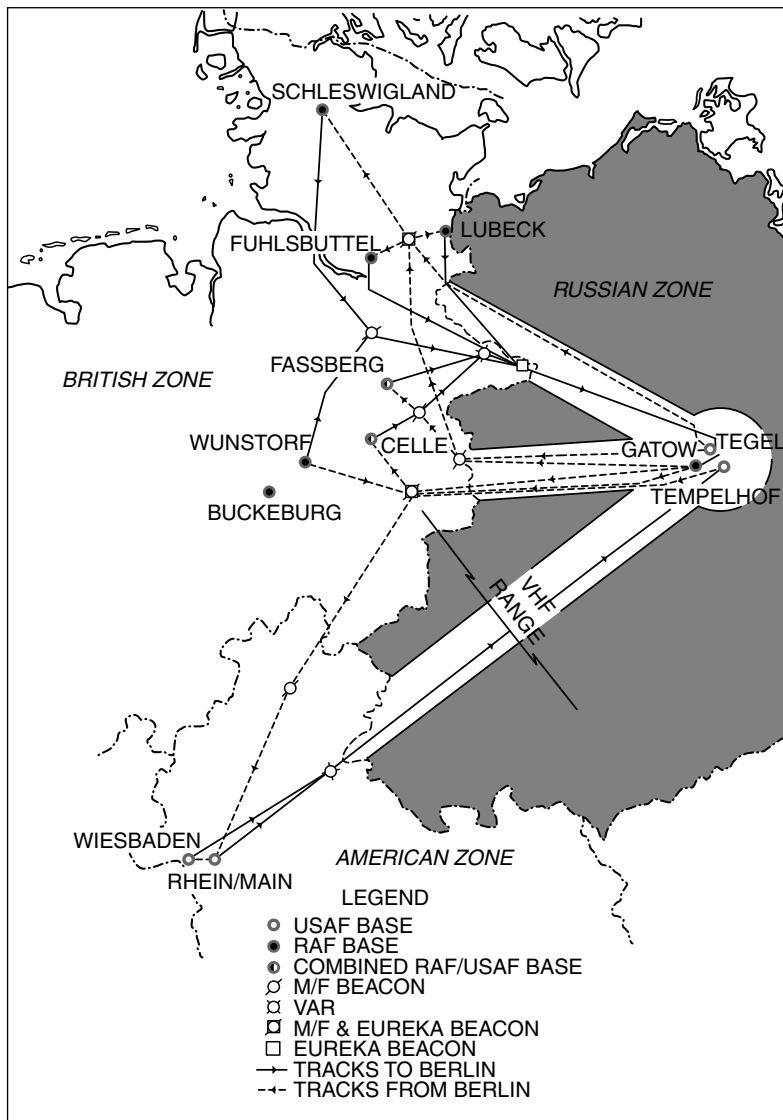 SCHLESWIGLAND
LUBECK
FUHLSBUTTEL
RUSSIAN ZONE
FASSBERG
BRITISH ZONE
WUNSTORF
CELLE
GATOW
TEGEL
TEMPELHOF
BUCKEBURG
VHF
RANGE
WIESBADEN
RHEIN/MAIN
AMERICAN ZONE
LEGEND
USAF BASE
RAF BASE
COMBINED RAF/USAF BASE
M/F BEACON
VAR
M/F & EUREKA BEACON
EUREKA BEACON
TRACKS TO BERLIN
TRACKS FROM BERLIN